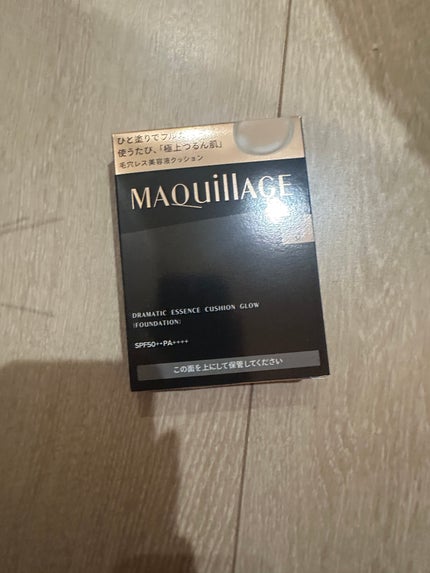 ひと塗りでフル
使うたび、「極上つるん肌」
毛穴レス美容液クッション
MAQuillAGE
DRAMATIC ESSENCE CUSHION GLOW
(FOUNDATION)
SPF50+・PA++++
この面を上にして保管してください